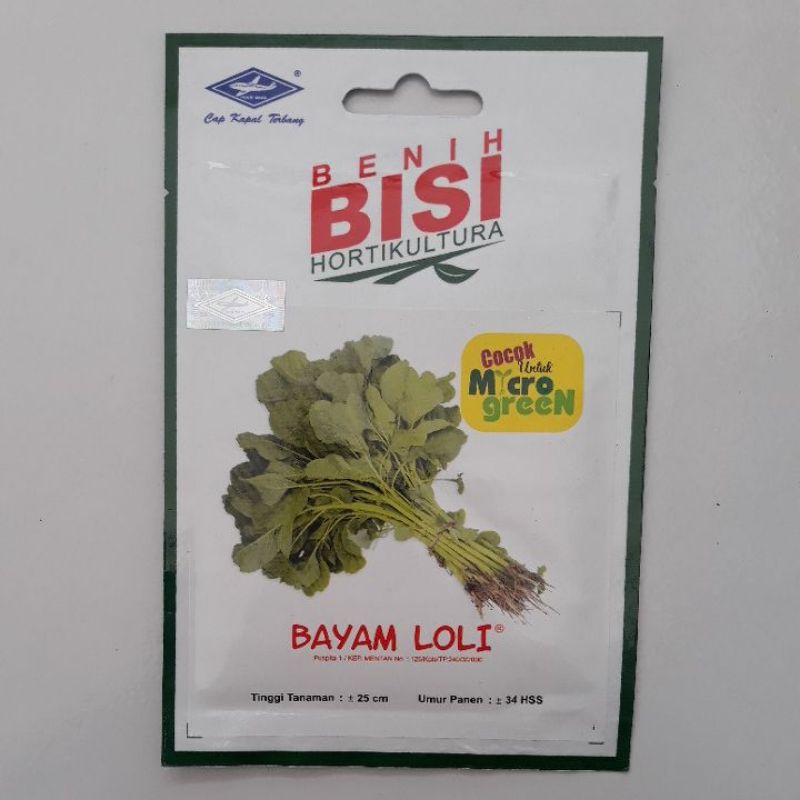 ®
Cap Kapal Terbang
BENIH
BISI
HORTIKULTURA
Cocok
Untuk
Micro
greeN
BAYAM LOLI®
Tinggi Tanaman : ± 25 cm
Umur Panen : ± 34 HSS